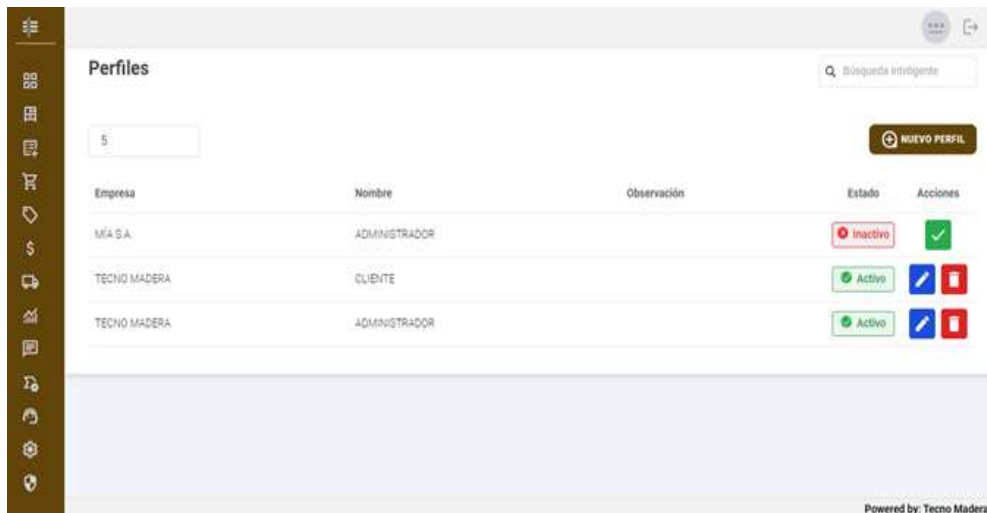 Perfiles
Búsqueda Inteligente
5
NUEVO PERFIL
Empresa Nombre Observación Estado Acciones
MÍA S.A. ADMINISTRADOR Inactivo
TECNO MADERA CLIENTE Activo
TECNO MADERA ADMINISTRADOR Activo
Powered by: Tecno Madera